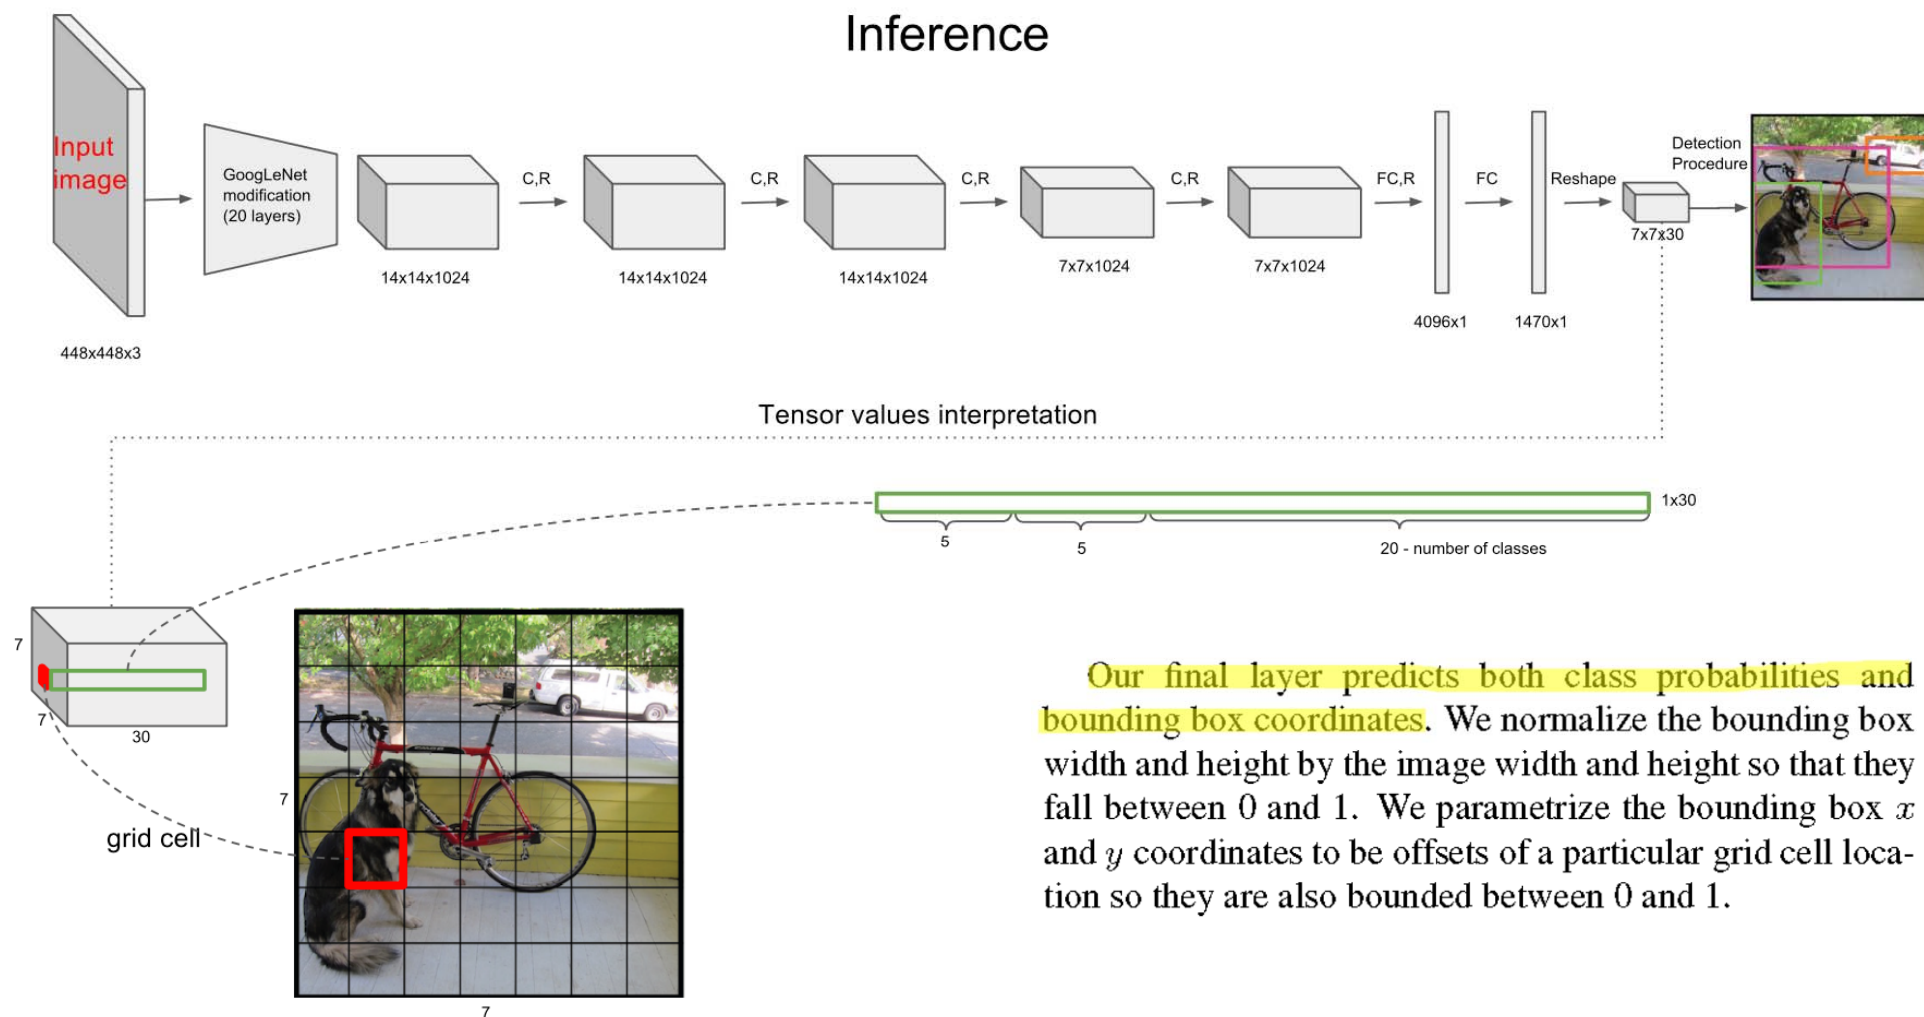 Inference
Input
image
GoogLeNet
modification
(20 layers)
C,R
C,R
C,R
C,R
FC,R
FC
Reshape
Detection
Procedure
448x448x3
14x14x1024
14x14x1024
14x14x1024
7x7x1024
7x7x1024
4096x1
1470x1
7x7x30
Tensor values interpretation
1x30
5
5
20 - number of classes
7
7
30
grid cell
7
7
Our final layer predicts both class probabilities and
bounding box coordinates. We normalize the bounding box
width and height by the image width and height so that they
fall between 0 and 1. We parametrize the bounding box x
and y coordinates to be offsets of a particular grid cell loca-
tion so they are also bounded between 0 and 1.